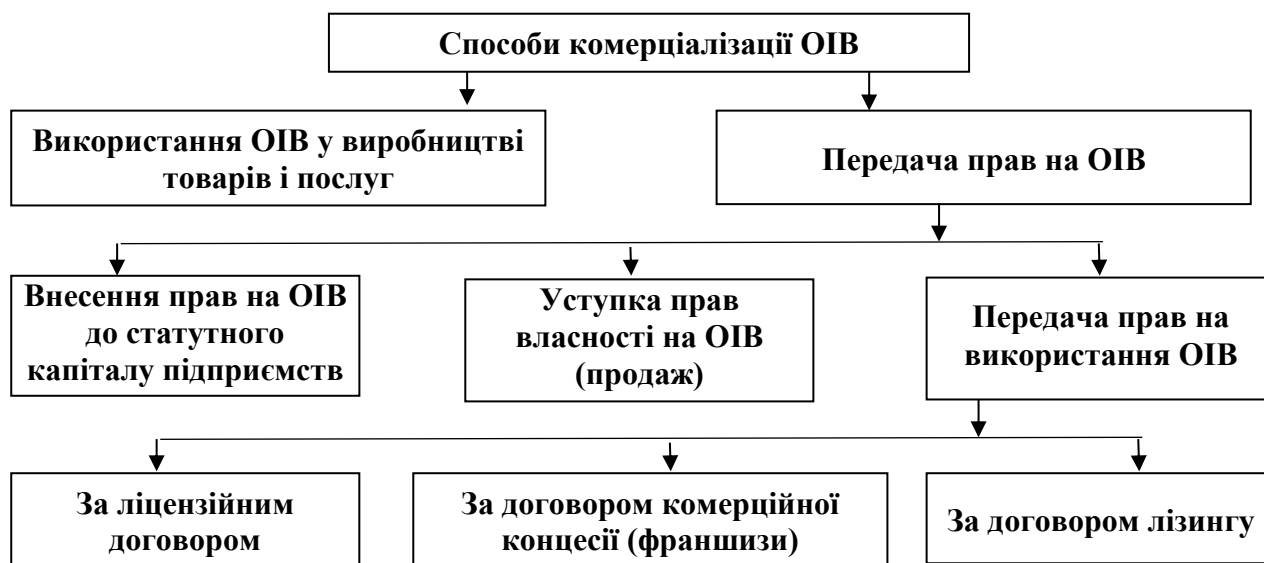 Способи комерціалізації ОІВ
Використання ОІВ у виробництві
товарів і послуг
Передача прав на ОІВ
Внесення прав на ОІВ
до статутного
капіталу підприємств
Уступка прав
власності на ОІВ
(продаж)
Передача прав на
використання ОІВ
За ліцензійним
договором
За договором комерційної
концесії (франшизи)
За договором лізингу